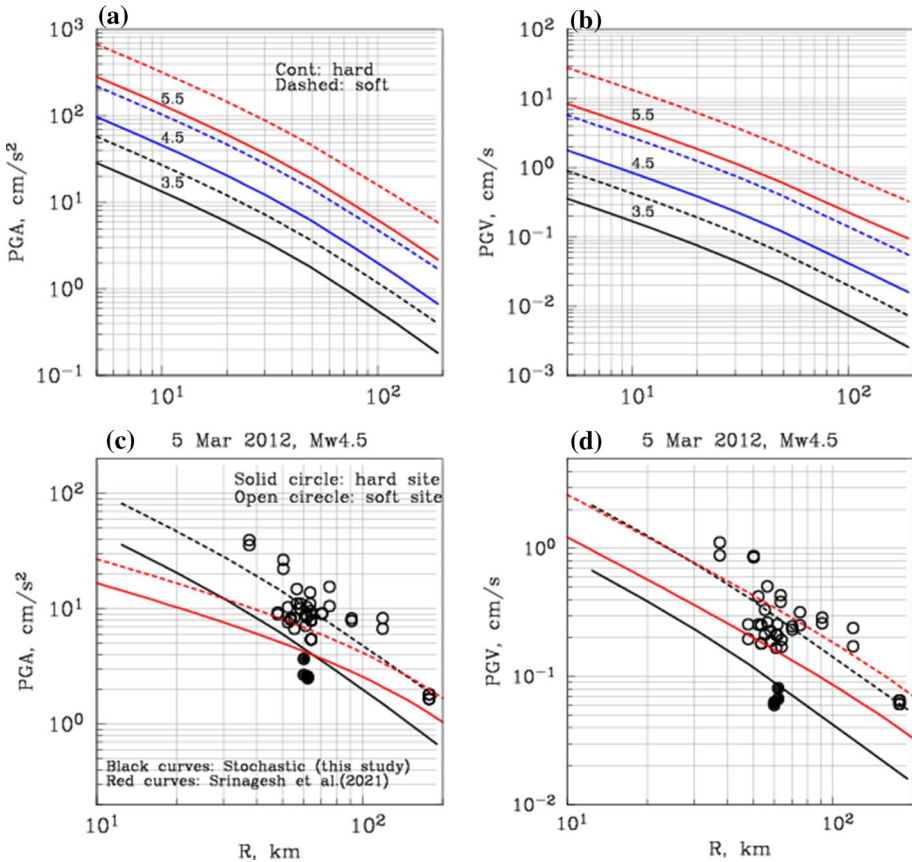 (a)
10³
10²
10¹
10⁰
10⁻¹
PGA, cm/s²
Cont: hard
Dashed: soft
5.5
4.5
3.5
10¹
10²
(b)
10²
10¹
10⁰
10⁻¹
10⁻²
10⁻³
PGV, cm/s
5.5
4.5
3.5
10¹
10²
(c)
5 Mar 2012, Mw4.5
10²
10¹
10⁰
PGA, cm/s²
Solid circle: hard site
Open cirecle: soft site
Black curves: Stochastic (this study)
Red curves: Srinagesh et al.(2021)
10¹
10²
R, km
(d)
5 Mar 2012, Mw4.5
10⁰
10⁻¹
10⁻²
PGV, cm/s
10¹
10²
R, km